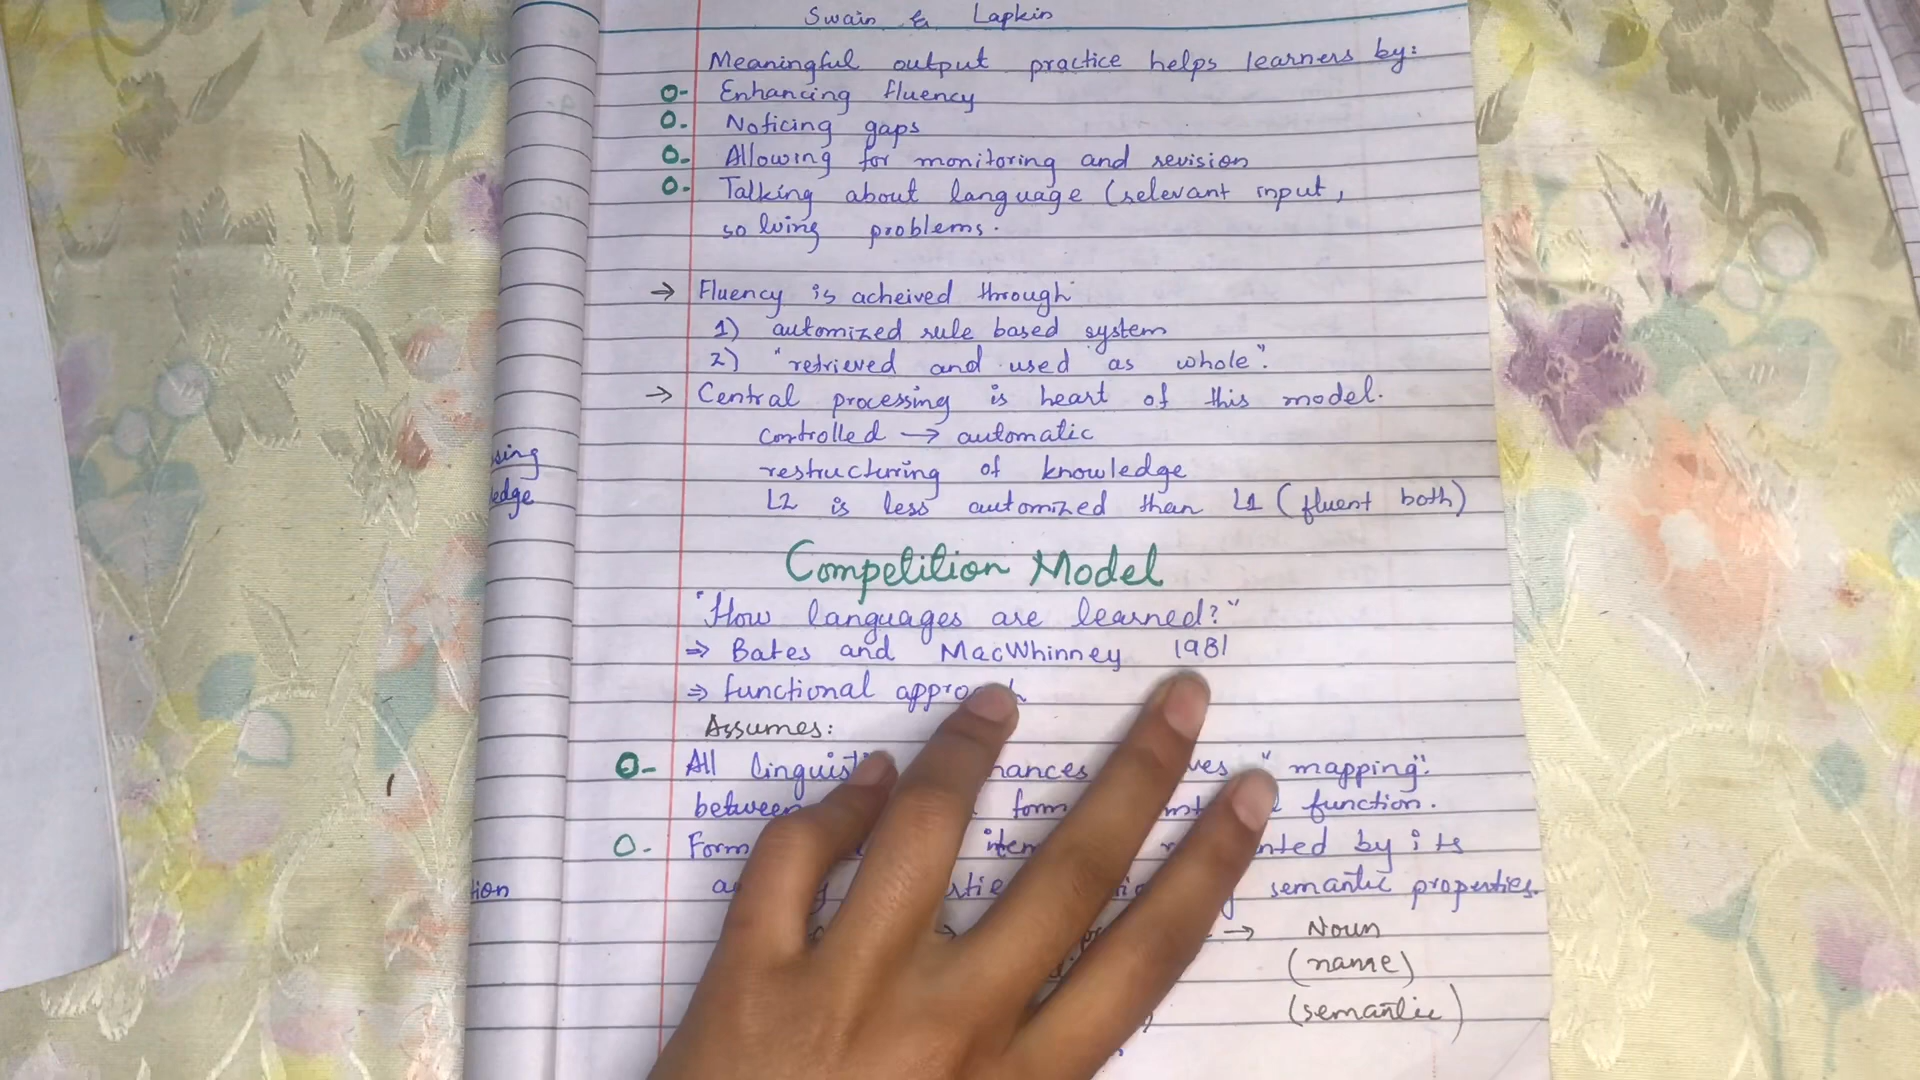 Swain & Lapkin
Meaningful output practice helps learners by:
O- Enhancing fluency
O. Noticing gaps
O- Allowing for monitoring and revision
O. Talking about language (relevant input,
solving problems.
→ Fluency is acheived through
1) automized rule based system
2) "retrieved and used as whole".
→ Central processing is heart of this model.
controlled → automatic
restructuring of knowledge
L2 is less automized than L1 (fluent both)
Competition Model
"How languages are learned?"
⇒ Bates and MacWhinney 1981
⇒ functional
Assumes:
O- All "mapping".
between form function.
O. Form by its
semantic properties.
→ → Noun
(name)
(semantic)